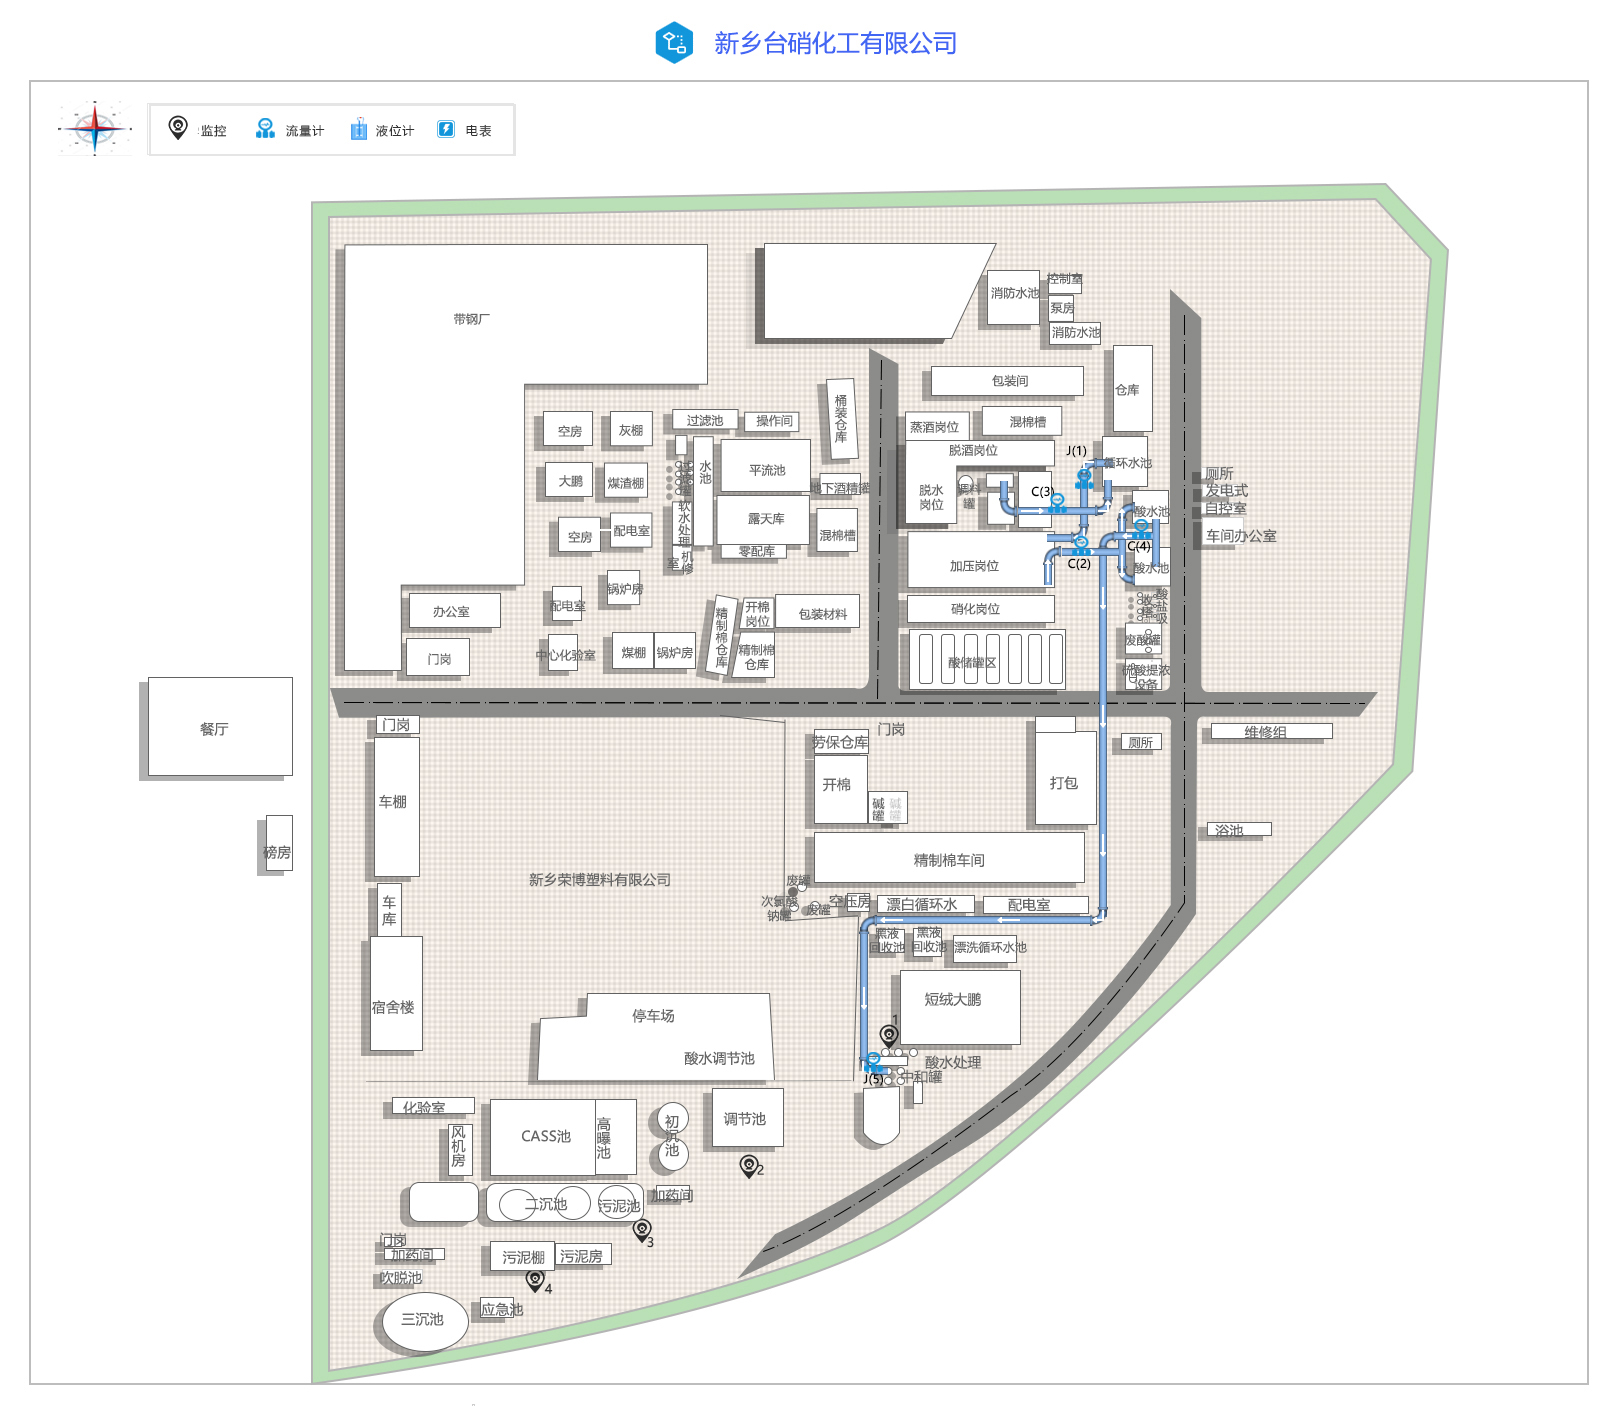 新乡台硝化工有限公司
监控
流量计
液位计
电表
带钢厂
消防水池
控制室
泵房
消防水池
包装间
仓库
桶装仓库
蒸酒岗位
混棉槽
过滤池
操作间
空房
灰棚
脱酒岗位
J(1)
循环水池
水池
平流池
大鹏
煤渣棚
地下酒精罐
脱水
岗位
罐
C(3)
厕所
发电式
自控室
车间办公室
酸水池
露天库
空房
配电室
软水处理
室
机修
混棉槽
零配库
C(4)
C(2)
加压岗位
酸水池
锅炉房
配电室
办公室
精制棉仓库
开棉
岗位
包装材料
硝化岗位
酸盐吸
收塔
废酸罐
门岗
中心化验室
煤棚
锅炉房
精制棉
仓库
酸储罐区
硫酸提浓
设备
餐厅
门岗
门岗
劳保仓库
厕所
维修组
开棉
打包
车棚
碱罐
碱罐
浴池
磅房
精制棉车间
新乡荣博塑料有限公司
废罐
次氯酸
钠罐
废罐
空压房
漂白循环水
配电室
车库
黑液
回收池
黑液
回收池
漂洗循环水池
宿舍楼
短绒大鹏
停车场
1
酸水调节池
酸水处理
J(5)
中和罐
化验室
CASS池
高曝池
初沉池
调节池
风机房
2
二沉池
污泥池
加药间
3
门岗
加药间
污泥棚
污泥房
吹脱池
4
三沉池
应急池